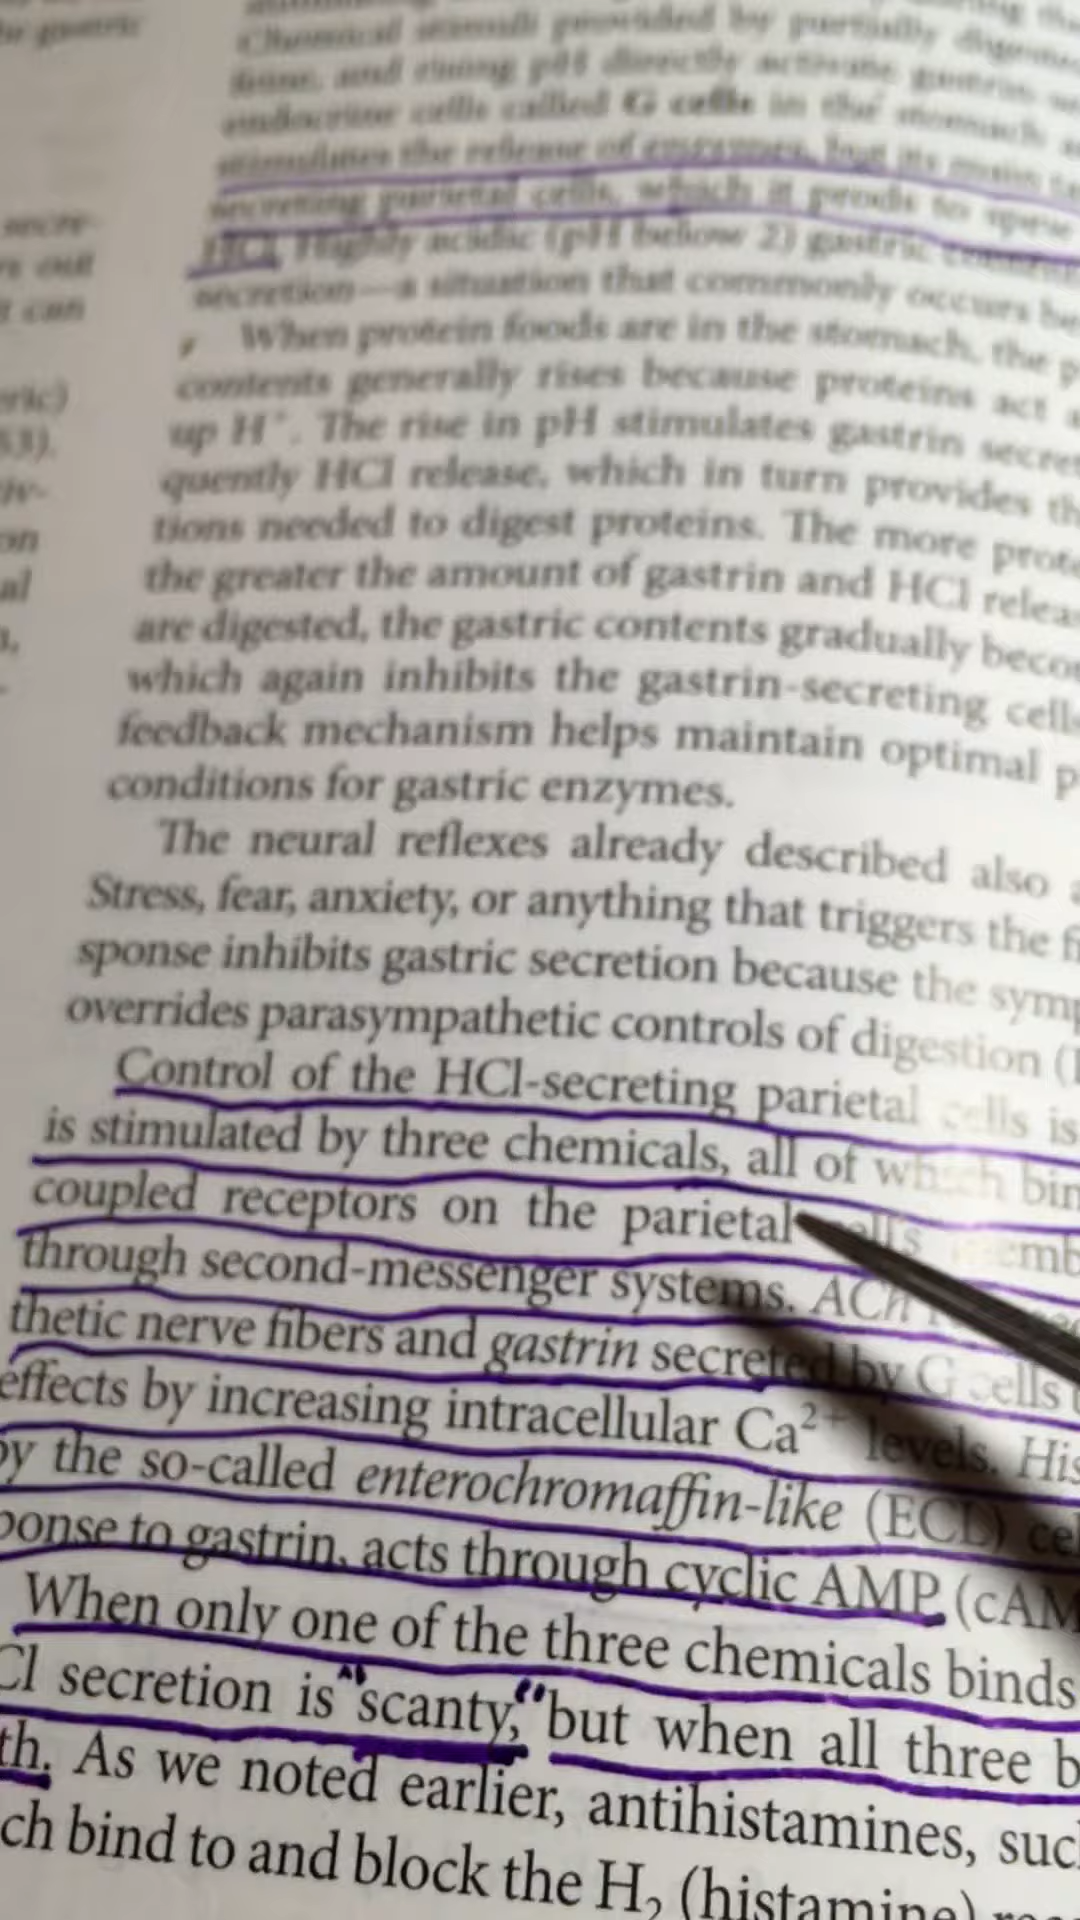 Chemical stimuli provided by partially
and rising pH directly activate gastrin
endocrine cells called G cells in the stomach
stimulates the release of enzymes, but its main
secreting parietal cells, which it prods to spew
HCl. Highly acidic (pH below 2) gastric
secretion—a situation that commonly occurs be
When protein foods are in the stomach, the p
contents generally rises because proteins act a
up H⁺. The rise in pH stimulates gastrin secre
quently HCl release, which in turn provides th
tions needed to digest proteins. The more prote
the greater the amount of gastrin and HCl relea
are digested, the gastric contents gradually beco
which again inhibits the gastrin-secreting cells
feedback mechanism helps maintain optimal p
conditions for gastric enzymes.
The neural reflexes already described also a
Stress, fear, anxiety, or anything that triggers the fi
sponse inhibits gastric secretion because the symp
overrides parasympathetic controls of digestion (
Control of the HCl-secreting parietal cells is
is stimulated by three chemicals, all of which bin
coupled receptors on the parietal cell's memb
through second-messenger systems. ACh
thetic nerve fibers and gastrin secreted by G cells
effects by increasing intracellular Ca²⁺ levels. His
by the so-called enterochromaffin-like (ECL) cel
ponse to gastrin, acts through cyclic AMP (cAM
When only one of the three chemicals binds
Cl secretion is "scanty," but when all three b
th. As we noted earlier, antihistamines, suc
ch bind to and block the H₂ (histamine)